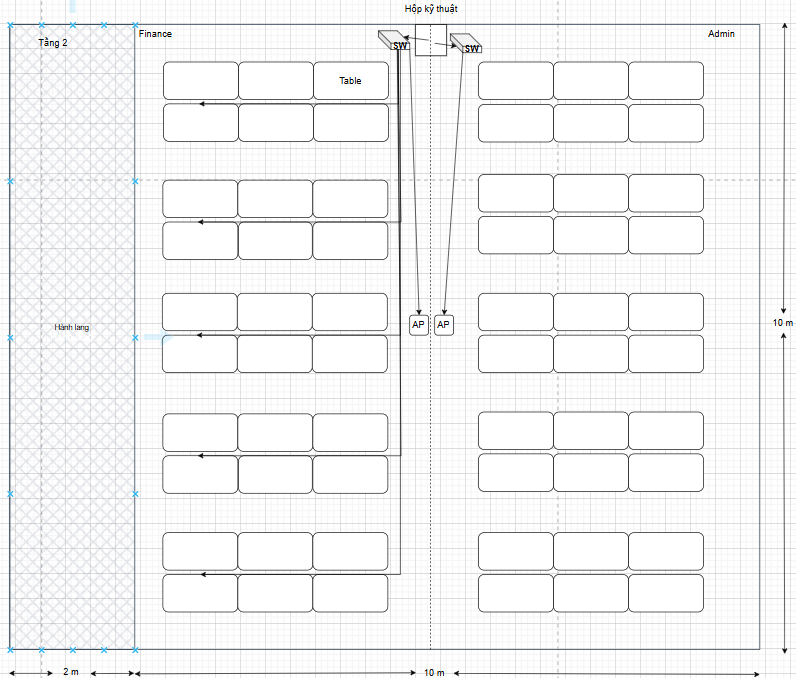 Hộp kỹ thuật
Tầng 2
Finance
SW
SW
Admin
Table
Hành lang
AP
AP
10 m
2 m
10 m